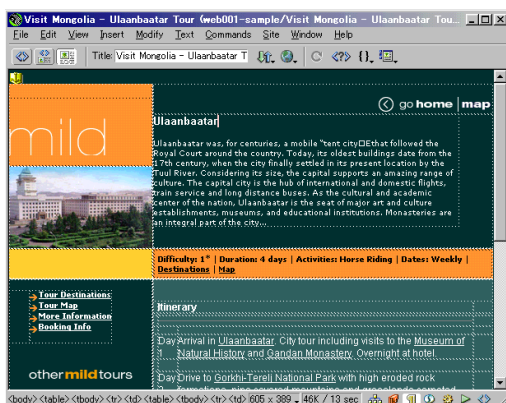 Visit Mongolia - Ulaanbaatar Tour (web001-sample/Visit Mongolia - Ulaanbaatar Tou...
File Edit View Insert Modify Text Commands Site Window Help
Title: Visit Mongolia - Ulaanbaatar T
go home | map
mild
Ulaanbaatar
Ulaanbaatar was, for centuries, a mobile "tent city□Ethat followed the
Royal Court around the country. Today, its oldest buildings date from the
17th century, when the city finally settled in its present location by the
Tuul River. Considering its size, the capital supports an amazing range of
culture. The capital city is the hub of international and domestic flights,
train service and long distance buses. As the cultural and academic
center of the nation, Ulaanbaatar is the seat of major art and culture
establishments, museums, and educational institutions. Monasteries are
an integral part of the city...
Difficulty: 1* | Duration: 4 days | Activities: Horse Riding | Dates: Weekly |
Destinations | Map
Tour Destinations
Tour Map
More Information
Booking Info
othermildtours
Itinerary
Day Arrival in Ulaanbaatar. City tour including visits to the Museum of
1 Natural History and Gandan Monastery. Overnight at hotel.
Day Drive to Gorkhi-Terelj National Park with high eroded rock
<body> <table> <tbody> <tr> <td> <table> <tbody> <tr> <td> 605 x 389 46K / 13 sec